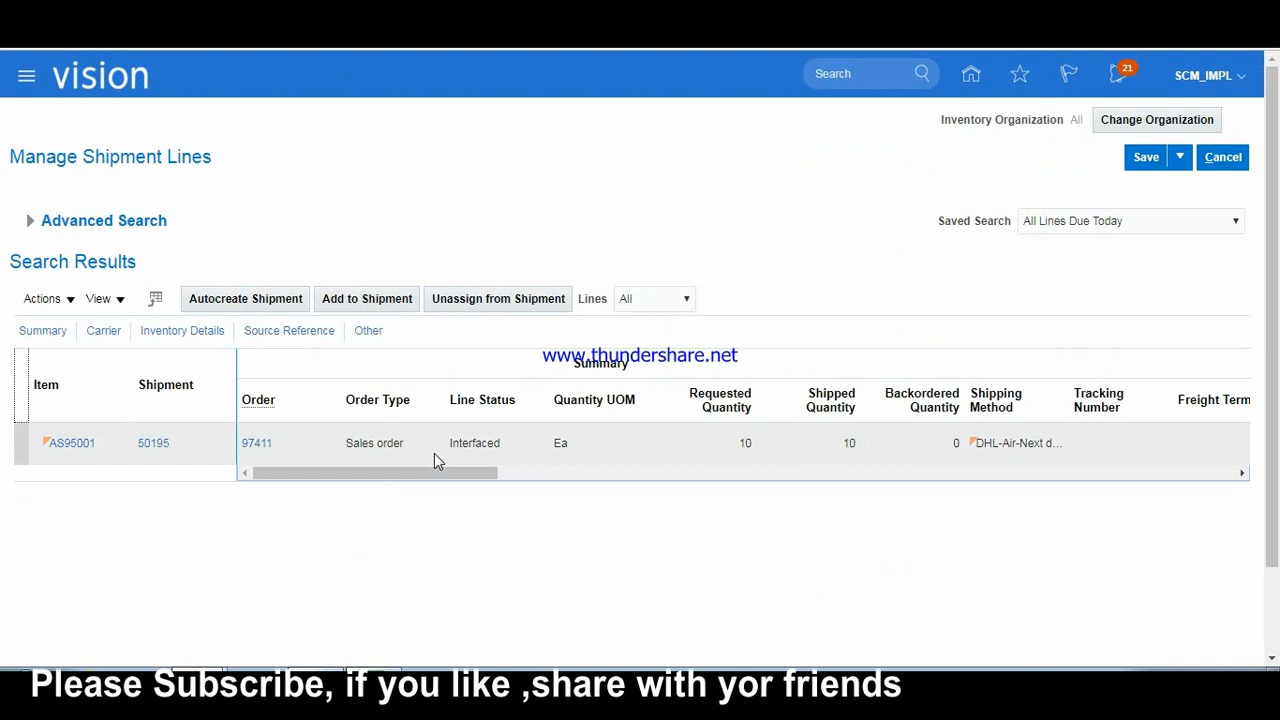 vision
Search
21
SCM_IMPL
Inventory Organization All
Change Organization
Manage Shipment Lines
Save
Cancel
Advanced Search
Saved Search
All Lines Due Today
Search Results
Actions
View
Autocreate Shipment
Add to Shipment
Unassign from Shipment
Lines
All
Summary
Carrier
Inventory Details
Source Reference
Other
www.thundershare.net
Summary
Item
Shipment
Order
Order Type
Line Status
Quantity UOM
Requested
Quantity
Shipped
Quantity
Backordered
Quantity
Shipping
Method
Tracking
Number
Freight Term
AS95001
50195
97411
Sales order
Interfaced
Ea
10
10
0
DHL-Air-Next d...
Please Subscribe, if you like ,share with yor friends